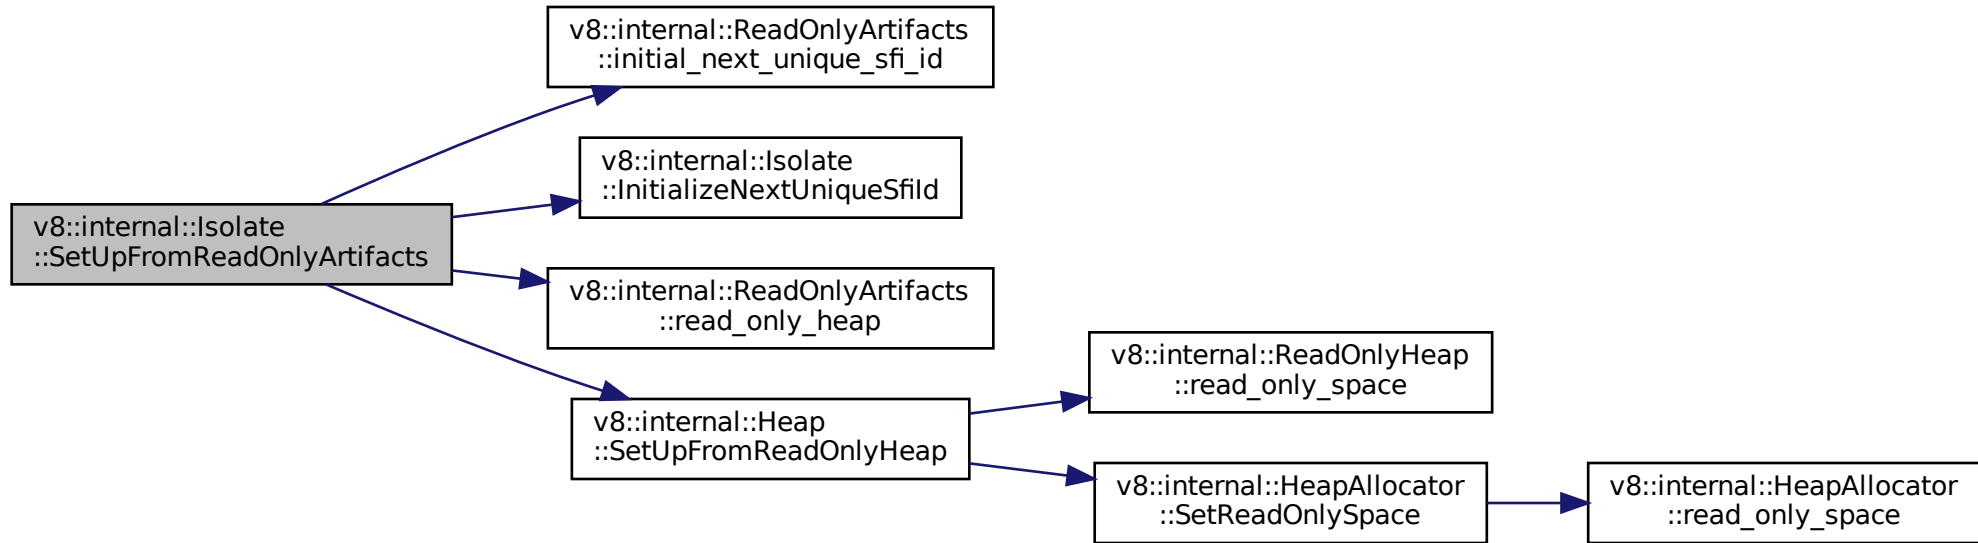 v8::internal::ReadOnlyArtifacts
::initial_next_unique_sfi_id
v8::internal::Isolate
::InitializeNextUniqueSfiId
v8::internal::Isolate
::SetUpFromReadOnlyArtifacts
v8::internal::ReadOnlyArtifacts
::read_only_heap
v8::internal::ReadOnlyHeap
::read_only_space
v8::internal::Heap
::SetUpFromReadOnlyHeap
v8::internal::HeapAllocator
::SetReadOnlySpace
v8::internal::HeapAllocator
::read_only_space